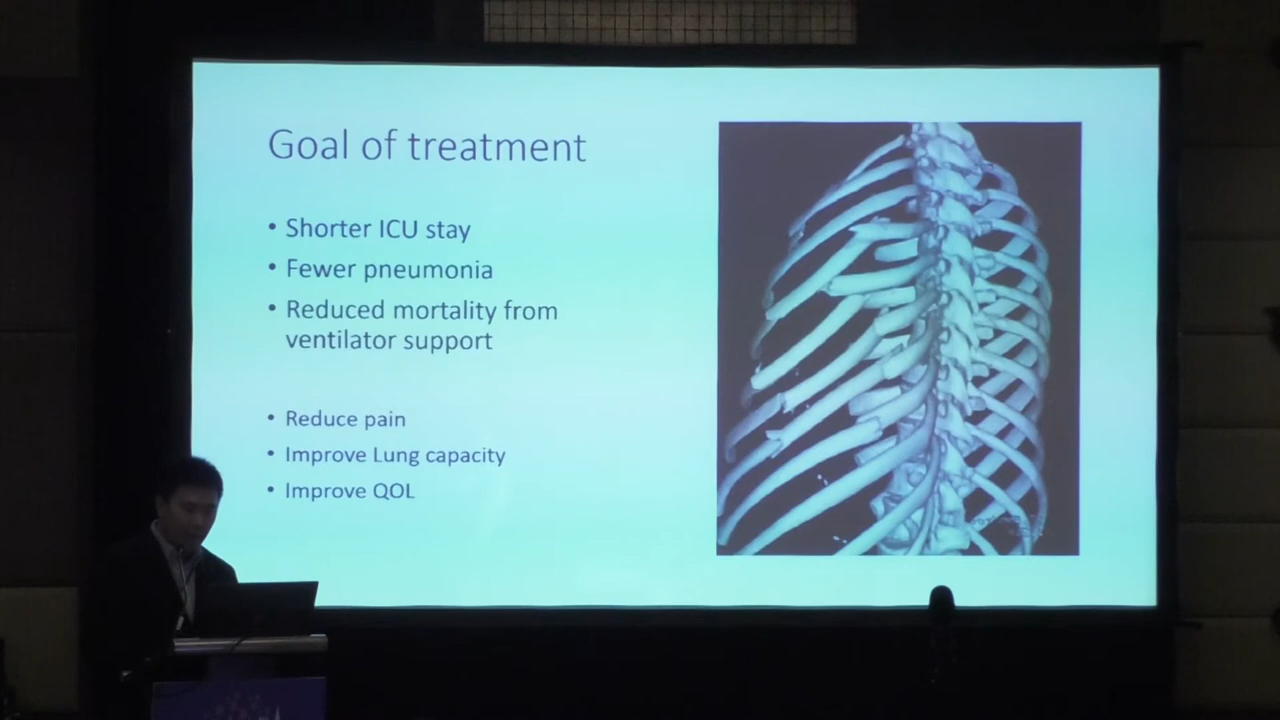 Goal of treatment
• Shorter ICU stay
• Fewer pneumonia
• Reduced mortality from
ventilator support
• Reduce pain
• Improve Lung capacity
• Improve QOL